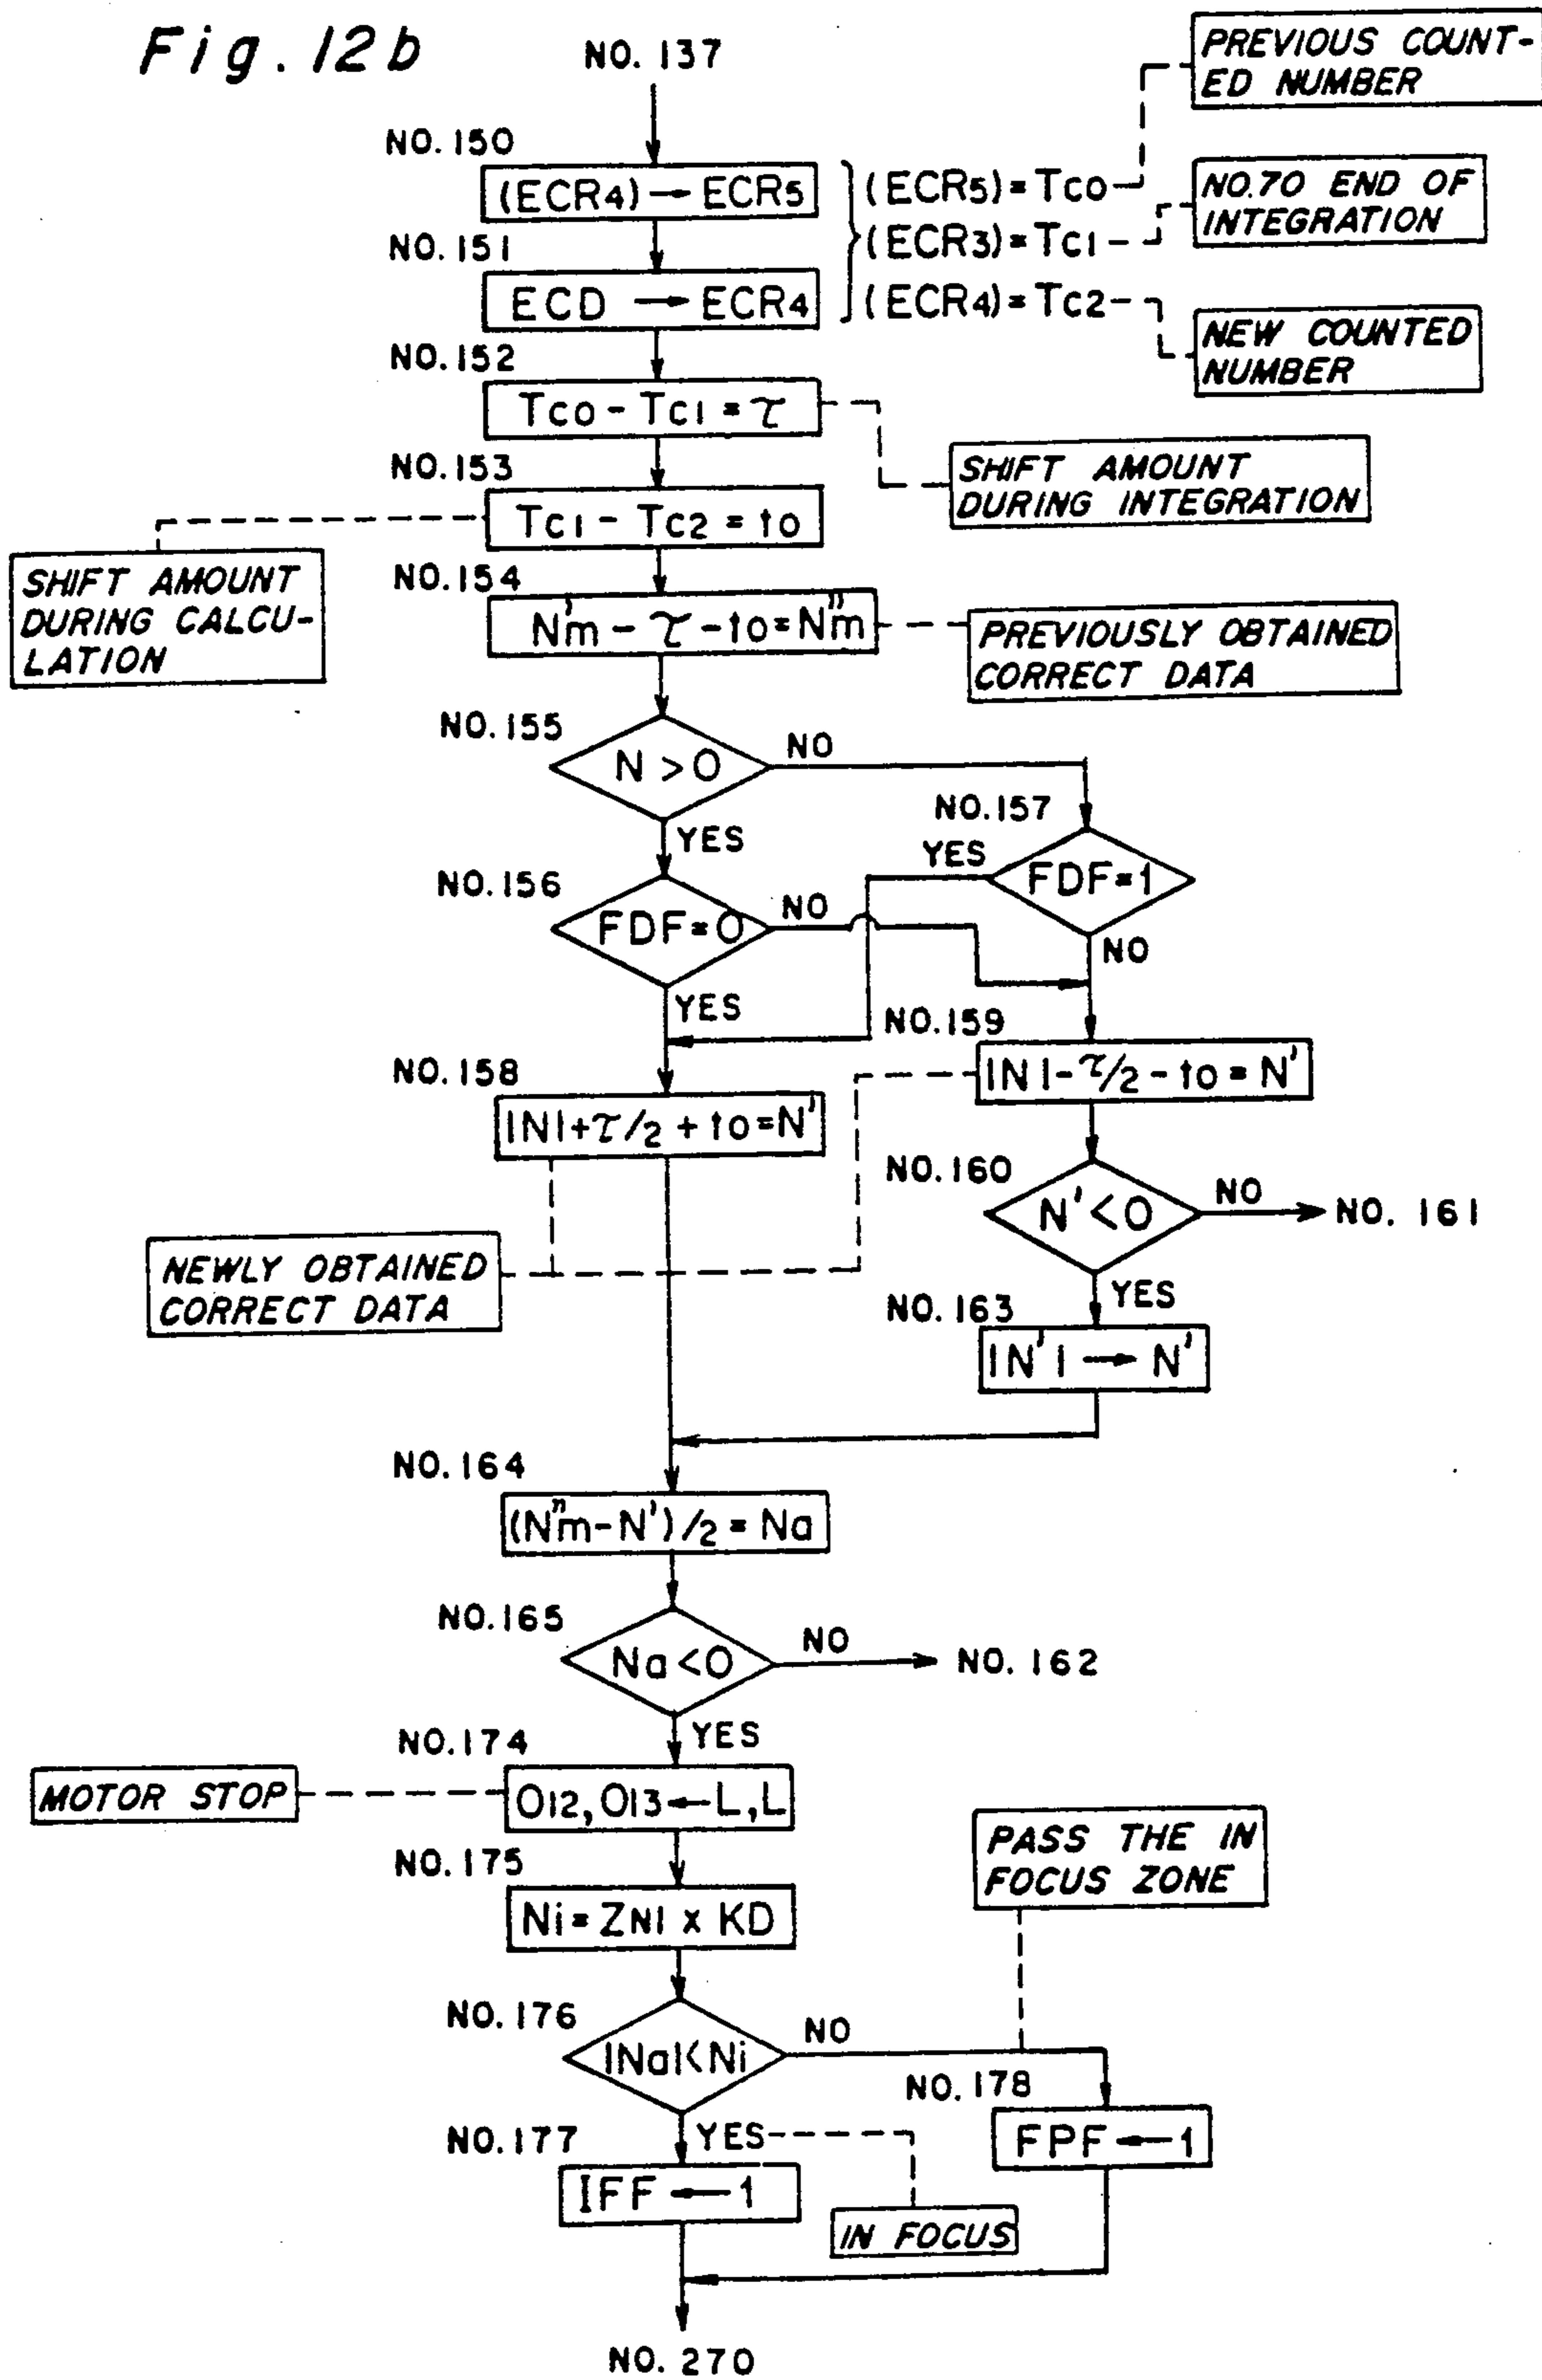 Fig. 12b
NO. 137
PREVIOUS COUNT-
ED NUMBER
NO. 150
(ECR4) → ECR5
(ECR5) = Tco
NO.70 END OF
INTEGRATION
NO. 151
(ECR3) = Tc1
ECD → ECR4
(ECR4) = Tc2
NEW COUNTED
NUMBER
NO. 152
Tco - Tc1 = τ
SHIFT AMOUNT
DURING INTEGRATION
NO. 153
Tc1 - Tc2 = to
SHIFT AMOUNT
DURING CALCU-
LATION
NO. 154
N'm - τ - to = N"m
PREVIOUSLY OBTAINED
CORRECT DATA
NO. 155
N > 0
NO
YES
NO. 157
FDF = 1
YES
NO
NO. 156
FDF = 0
NO
YES
NO. 159
|N| - τ/2 - to = N'
NO. 158
|N| + τ/2 + to = N'
NO. 160
N' < 0
NO
NO. 161
YES
NEWLY OBTAINED
CORRECT DATA
NO. 163
|N'| → N'
NO. 164
(N"m - N') /2 = Na
NO. 165
Na < 0
NO
NO. 162
YES
NO. 174
MOTOR STOP
O12, O13 ← L, L
NO. 175
PASS THE IN
FOCUS ZONE
Ni = ZN1 x KD
NO. 176
|Na| < Ni
NO
NO. 178
FPF ← 1
NO. 177
YES
IFF ← 1
IN FOCUS
NO. 270